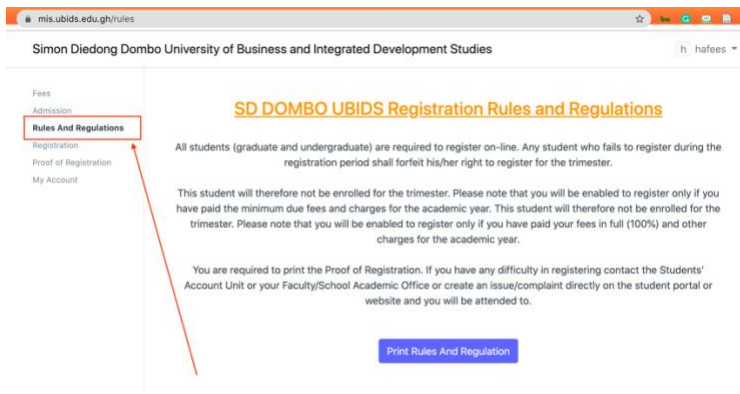 mis.ubids.edu.gh/rules
Simon Diedong Dombo University of Business and Integrated Development Studies
h hafees
Fees
Admission
Rules And Regulations
Registration
Proof of Registration
My Account
SD DOMBO UBIDS Registration Rules and Regulations
All students (graduate and undergraduate) are required to register on-line. Any student who fails to register during the
registration period shall forfeit his/her right to register for the trimester.
This student will therefore not be enrolled for the trimester. Please note that you will be enabled to register only if you
have paid the minimum due fees and charges for the academic year. This student will therefore not be enrolled for the
trimester. Please note that you will be enabled to register only if you have paid your fees in full (100%) and other
charges for the academic year.
You are required to print the Proof of Registration. If you have any difficulty in registering contact the Students'
Account Unit or your Faculty/School Academic Office or create an issue/complaint directly on the student portal or
website and you will be attended to.
Print Rules And Regulation